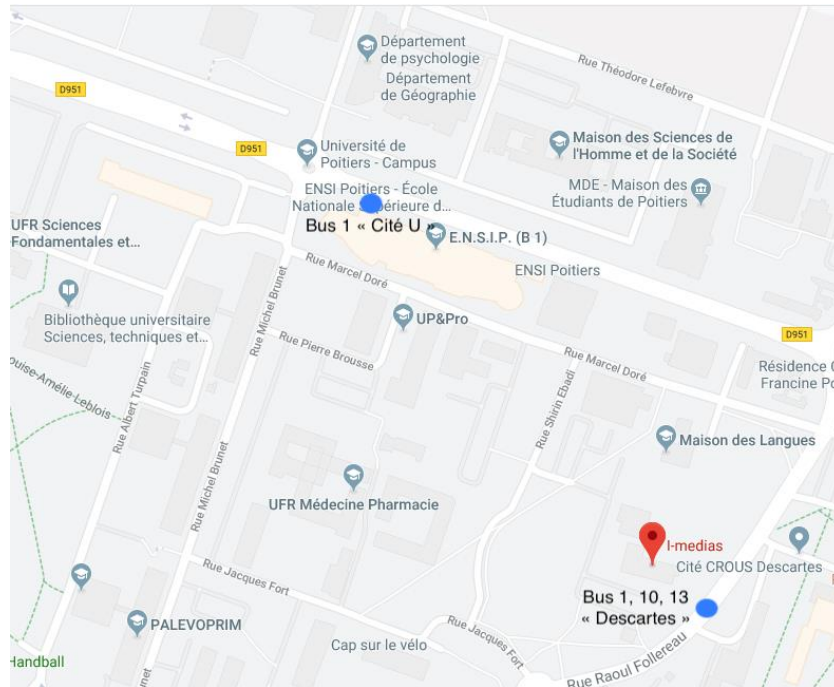 Département
de psychologie
Département
de Géographie
Rue Théodore Lefebvre
D951
D951
Université de
Poitiers - Campus
Maison des Sciences de
l'Homme et de la Société
ENSI Poitiers - École
Nationale Supérieure d...
MDE - Maison des
Étudiants de Poitiers
Bus 1 « Cité U »
E.N.S.I.P. (B 1)
UFR Sciences
Fondamentales et...
ENSI Poitiers
Rue Marcel Doré
Bibliothèque universitaire
Sciences, techniques et...
UP&Pro
D951
Rue Michel Brunet
Rue Pierre Brousse
Rue Marcel Doré
Résidence
Francine
ouise-Amélie Leblois
Rue Albert Turpain
Rue Shirin Ebadi
Maison des Langues
Rue Michel Brunet
UFR Médecine Pharmacie
I-medias
Cité CROUS Descartes
Rue Jacques Fort
Bus 1, 10, 13
« Descartes »
PALEVOPRIM
Cap sur le vélo
Rue Jacques Fort
Handball
Rue Raoul Follereau